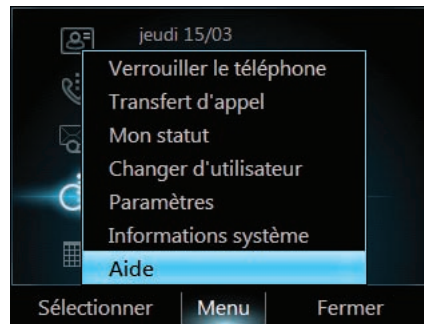 jeudi 15/03
Verrouiller le téléphone
Transfert d'appel
Mon statut
Changer d'utilisateur
Paramètres
Informations système
Aide
Sélectionner Menu Fermer